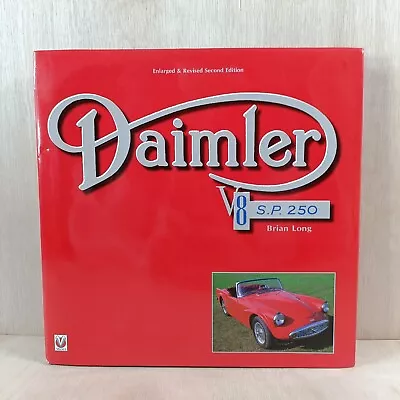 Enlarged & Revised Second Edition
Daimler
V8 S.P. 250
Brian Long
V